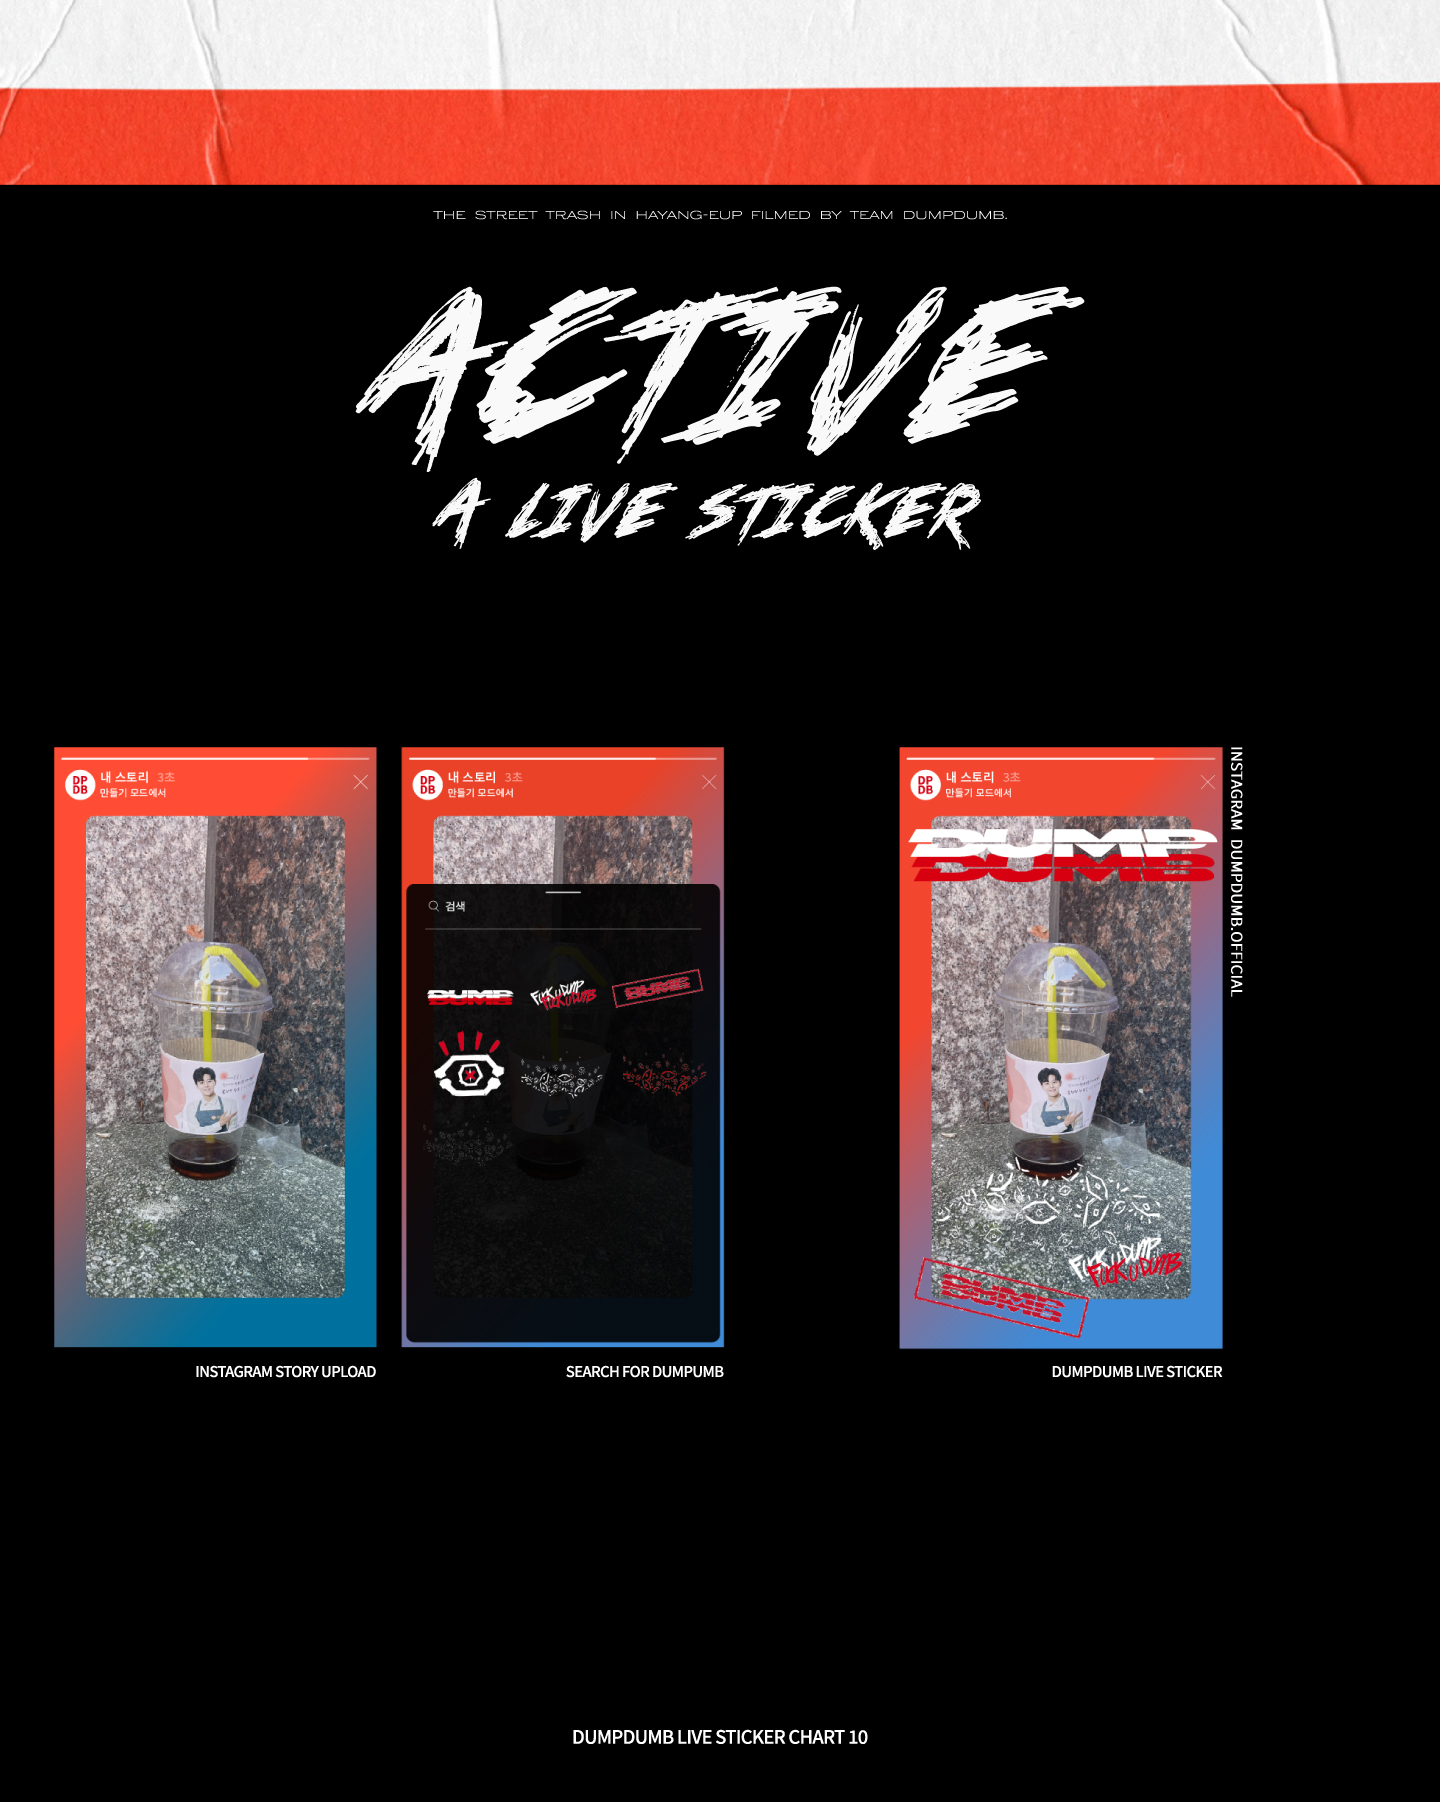 THE STREET TRASH IN HAYANG-EUP FILMED BY TEAM DUMPDUMB.
ACTIVE
A LIVE STICKER
DP
DB
내 스토리 3초
만들기 모드에서
INSTAGRAM STORY UPLOAD
DP
DB
내 스토리 3초
만들기 모드에서
검색
DUMP
DUMB
FUCK U DUMP
FUCK U DUMB
SEARCH FOR DUMPUMB
DP
DB
내 스토리 3초
만들기 모드에서
DUMP
DUMB
FUCK U DUMP
FUCK U DUMB
DUMB
DUMPDUMB LIVE STICKER
INSTAGRAM DUMPDUMB.OFFICIAL
DUMPDUMB LIVE STICKER CHART 10